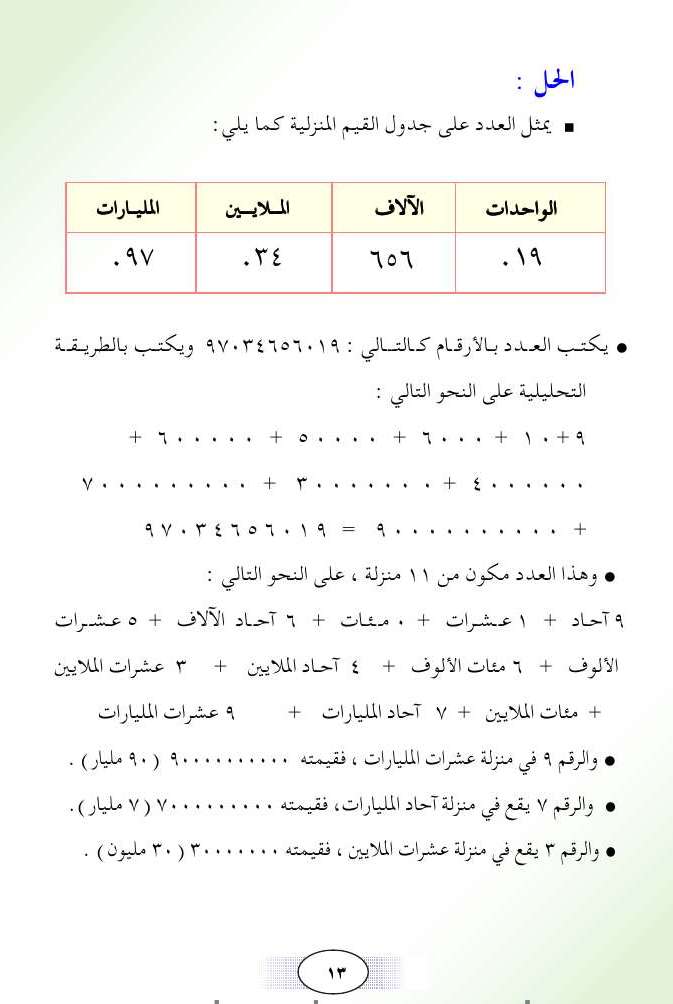 الحل :
▪ يمثل العدد على جدول القيم المنزلية كما يلي :
الواحدات الآلاف الملايين المليارات
٠١٩ ٦٥٦ ٠٣٤ ٠٩٧
● يكتب العدد بالأرقام كالتالي : ٩٧٠٣٤٦٥٦٠١٩ ويكتب بالطريقة
التحليلية على النحو التالي :
٩ + ١٠ + ٦٠٠٠ + ٥٠٠٠٠ + ٦٠٠٠٠٠ +
٤٠٠٠٠٠٠ + ٣٠٠٠٠٠٠٠ + ٧٠٠٠٠٠٠٠٠٠
+ ٩٠٠٠٠٠٠٠٠٠٠ = ٩٧٠٣٤٦٥٦٠١٩
● وهذا العدد مكون من ١١ منزلة ، على النحو التالي :
٩ آحاد + ١ عشرات + ٠ مئات + ٦ آحاد الآلاف + ٥ عشرات
الألوف + ٦ مئات الألوف + ٤ آحاد الملايين + ٣ عشرات الملايين
+ مئات الملايين + ٧ آحاد المليارات + ٩ عشرات المليارات
● والرقم ٩ في منزلة عشرات المليارات ، فقيمته ٩٠٠٠٠٠٠٠٠٠٠ (٩٠ مليار) .
● والرقم ٧ يقع في منزلة آحاد المليارات، فقيمته ٧٠٠٠٠٠٠٠٠٠ (٧ مليار).
● والرقم ٣ يقع في منزلة عشرات الملايين ، فقيمته ٣٠٠٠٠٠٠٠ (٣٠ مليون) .
١٣